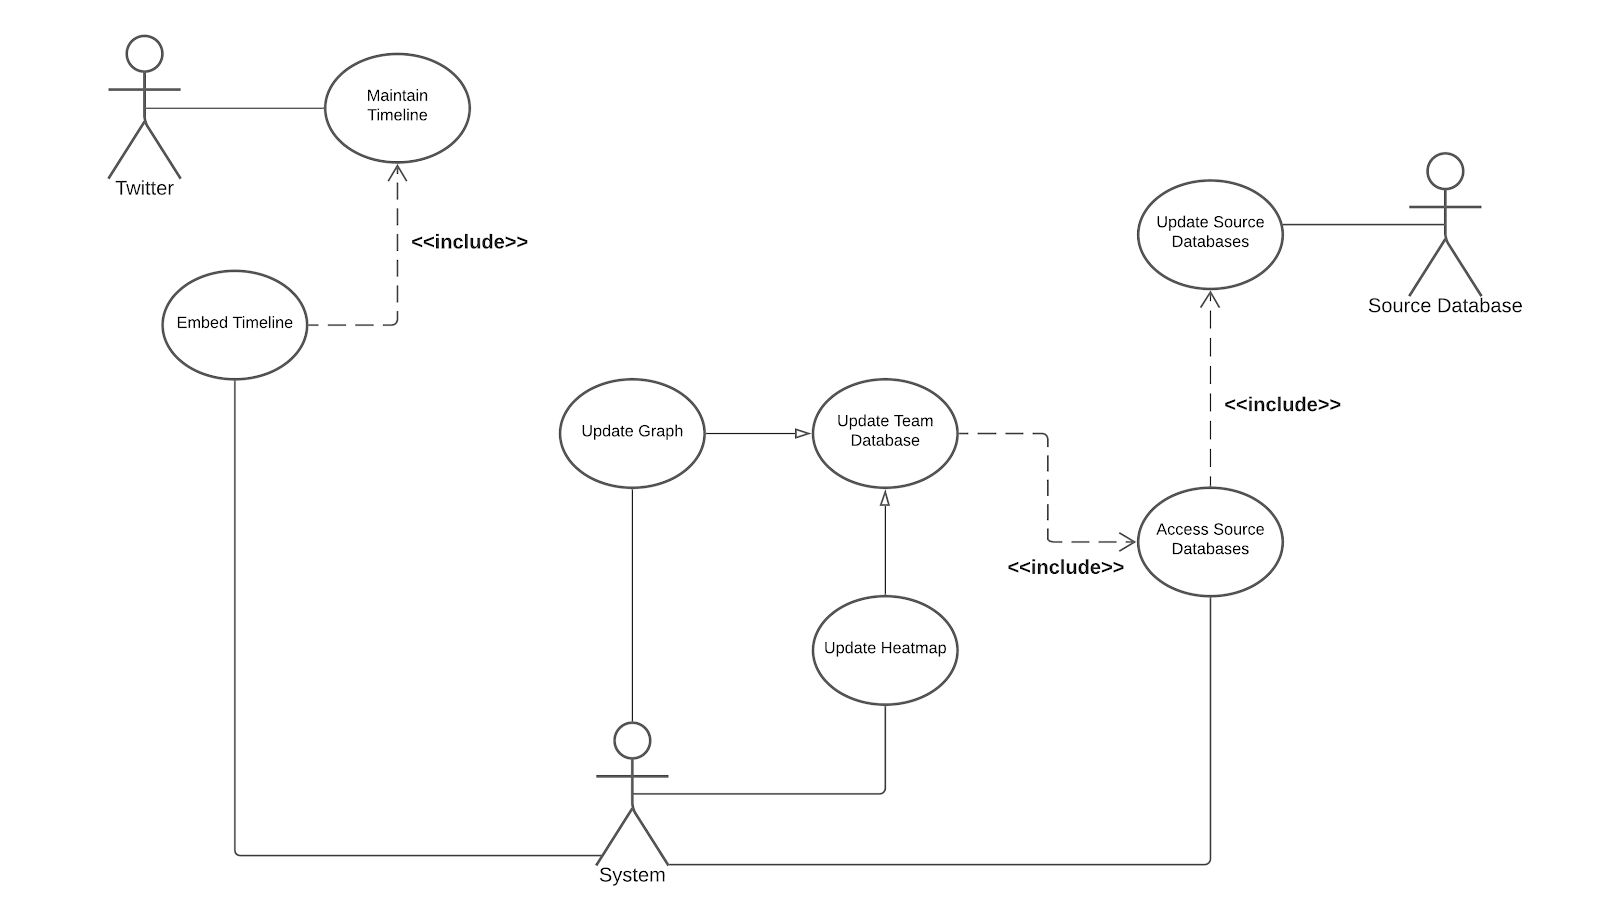 Maintain
Timeline
Twitter
Update Source
Databases
<<include>>
Source Database
Embed Timeline
<<include>>
Update Graph
Update Team
Database
Access Source
Databases
<<include>>
Update Heatmap
System